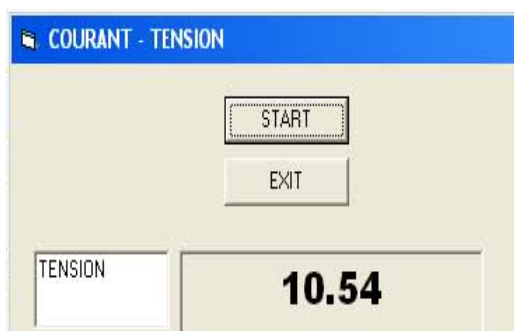 COURANT - TENSION
START
EXIT
TENSION
10.54